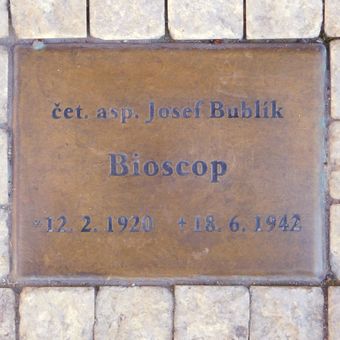 čet. asp. Josef Bublík
Bioscop
* 12. 2. 1920 † 18. 6. 1942